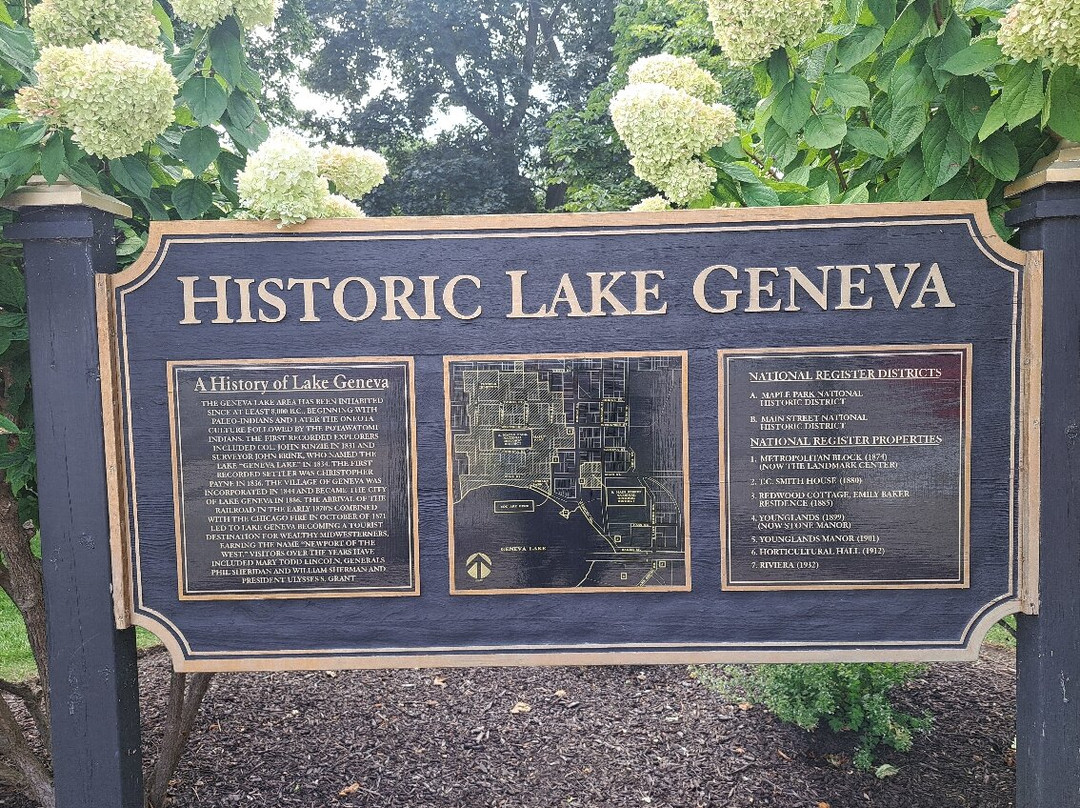 HISTORIC LAKE GENEVA
A History of Lake Geneva
THE GENEVA LAKE AREA HAS BEEN INHABITED
SINCE AT LEAST 8,000 B.C., BEGINNING WITH
PALEO-INDIANS AND LATER THE ONEOTA
CULTURE FOLLOWED BY THE POTAWATOMI
INDIANS. THE FIRST RECORDED EXPLORERS
INCLUDED COL. JOHN KINZIE IN 1831 AND
SURVEYOR JOHN BRINK, WHO NAMED THE
LAKE "GENEVA LAKE" IN 1834. THE FIRST
RECORDED SETTLER WAS CHRISTOPHER
PAYNE IN 1836. THE VILLAGE OF GENEVA WAS
INCORPORATED IN 1844 AND BECAME THE CITY
OF LAKE GENEVA IN 1886. THE ARRIVAL OF THE
RAILROAD IN THE EARLY 1870'S COMBINED
WITH THE CHICAGO FIRE IN OCTOBER OF 1871
LED TO LAKE GENEVA BECOMING A TOURIST
DESTINATION FOR WEALTHY MIDWESTERNERS,
EARNING THE NAME "NEWPORT OF THE
WEST." VISITORS OVER THE YEARS HAVE
INCLUDED MARY TODD LINCOLN, GENERALS
PHIL SHERIDAN AND WILLIAM SHERMAN AND
PRESIDENT ULYSSES S. GRANT
YOU ARE HERE
GENEVA LAKE
NATIONAL REGISTER DISTRICTS
A. MAPLE PARK NATIONAL
HISTORIC DISTRICT
B. MAIN STREET NATIONAL
HISTORIC DISTRICT
NATIONAL REGISTER PROPERTIES
1. METROPOLITAN BLOCK (1874)
(NOW THE LANDMARK CENTER)
2. T.C. SMITH HOUSE (1880)
3. REDWOOD COTTAGE, EMILY BAKER
RESIDENCE (1885)
4. YOUNGLANDS (1899)
(NOW STONE MANOR)
5. YOUNGLANDS MANOR (1901)
6. HORTICULTURAL HALL (1912)
7. RIVIERA (1932)